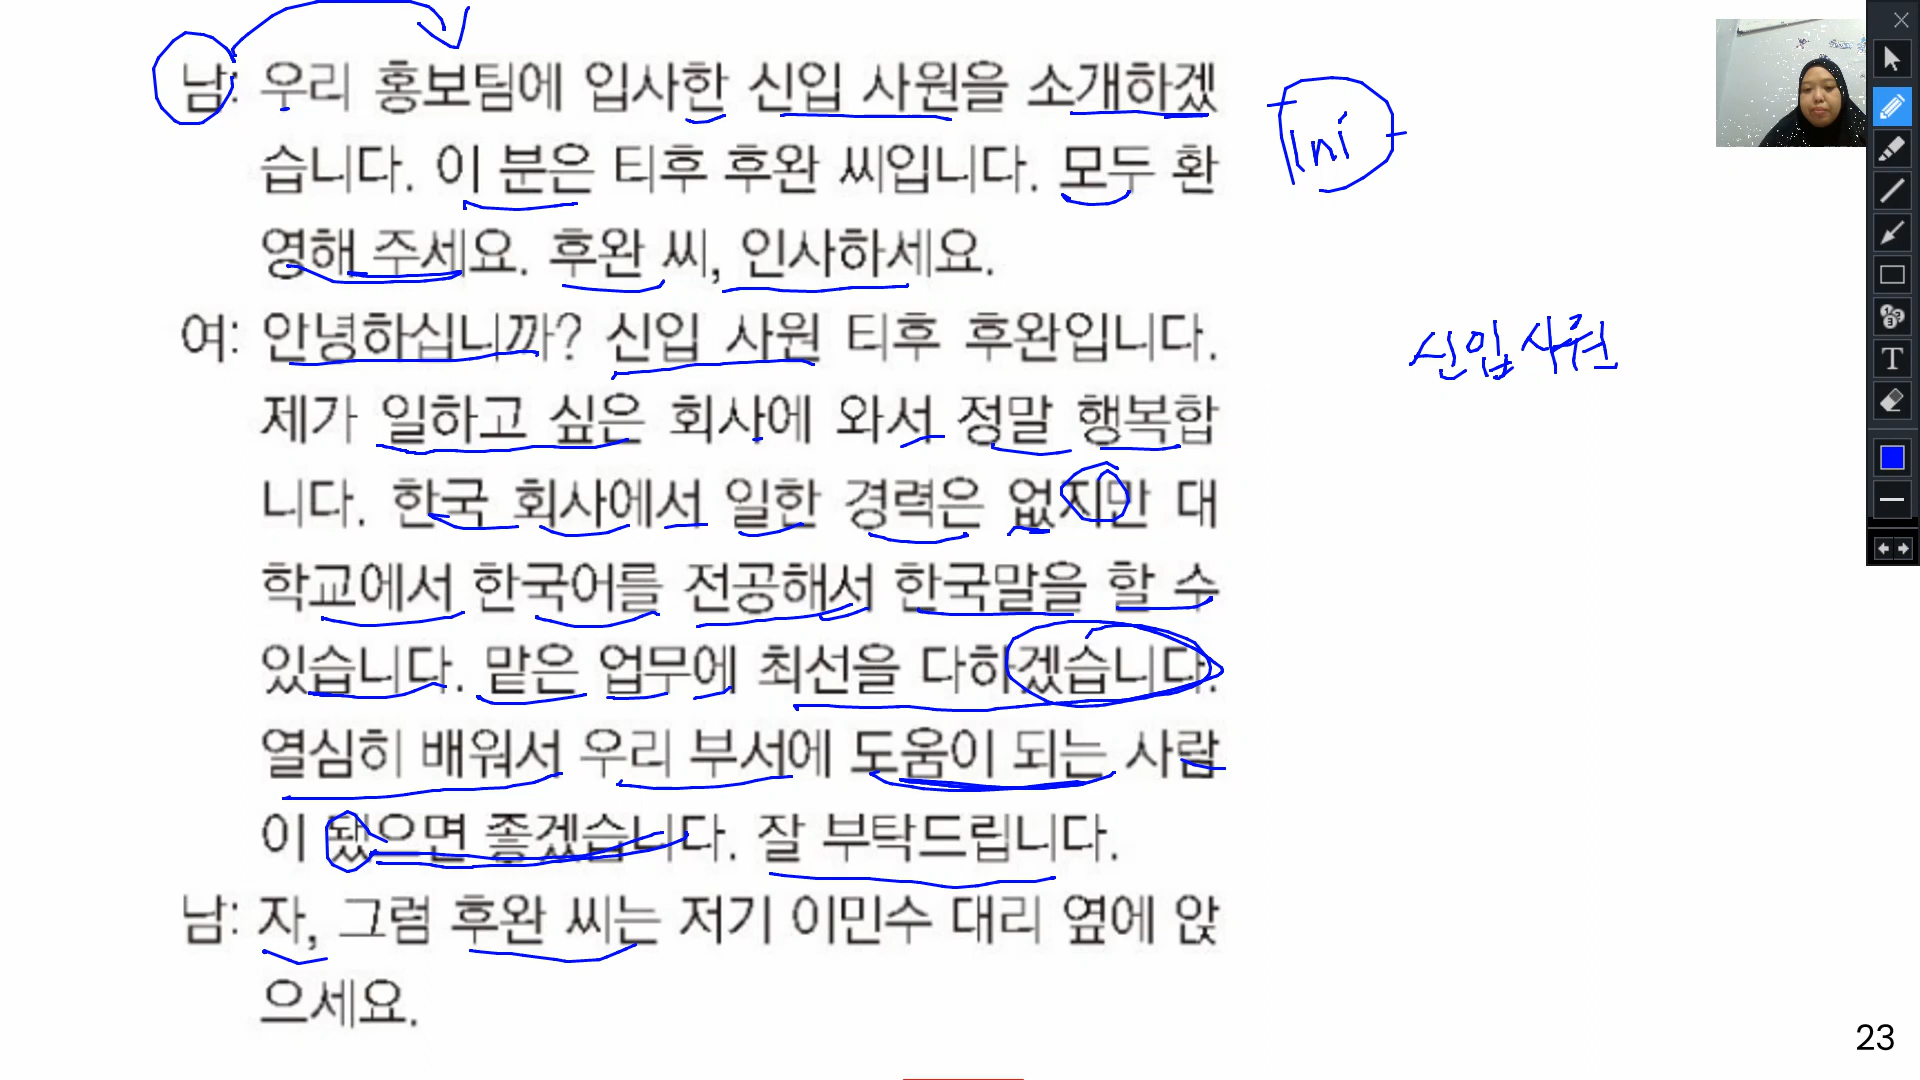 남: 우리 홍보팀에 입사한 신입 사원을 소개하겠
습니다. 이 분은 티후 후완 씨입니다. 모두 환
영해 주세요. 후완 씨, 인사하세요.
여: 안녕하십니까? 신입 사원 티후 후완입니다.
제가 일하고 싶은 회사에 와서 정말 행복합
니다. 한국 회사에서 일한 경력은 없지만 대
학교에서 한국어를 전공해서 한국말을 할 수
있습니다. 맡은 업무에 최선을 다하겠습니다.
열심히 배워서 우리 부서에 도움이 되는 사람
이 됐으면 좋겠습니다. 잘 부탁드립니다.
남: 자, 그럼 후완 씨는 저기 이민수 대리 옆에 앉
으세요.
Ini
신입 사원
T
23